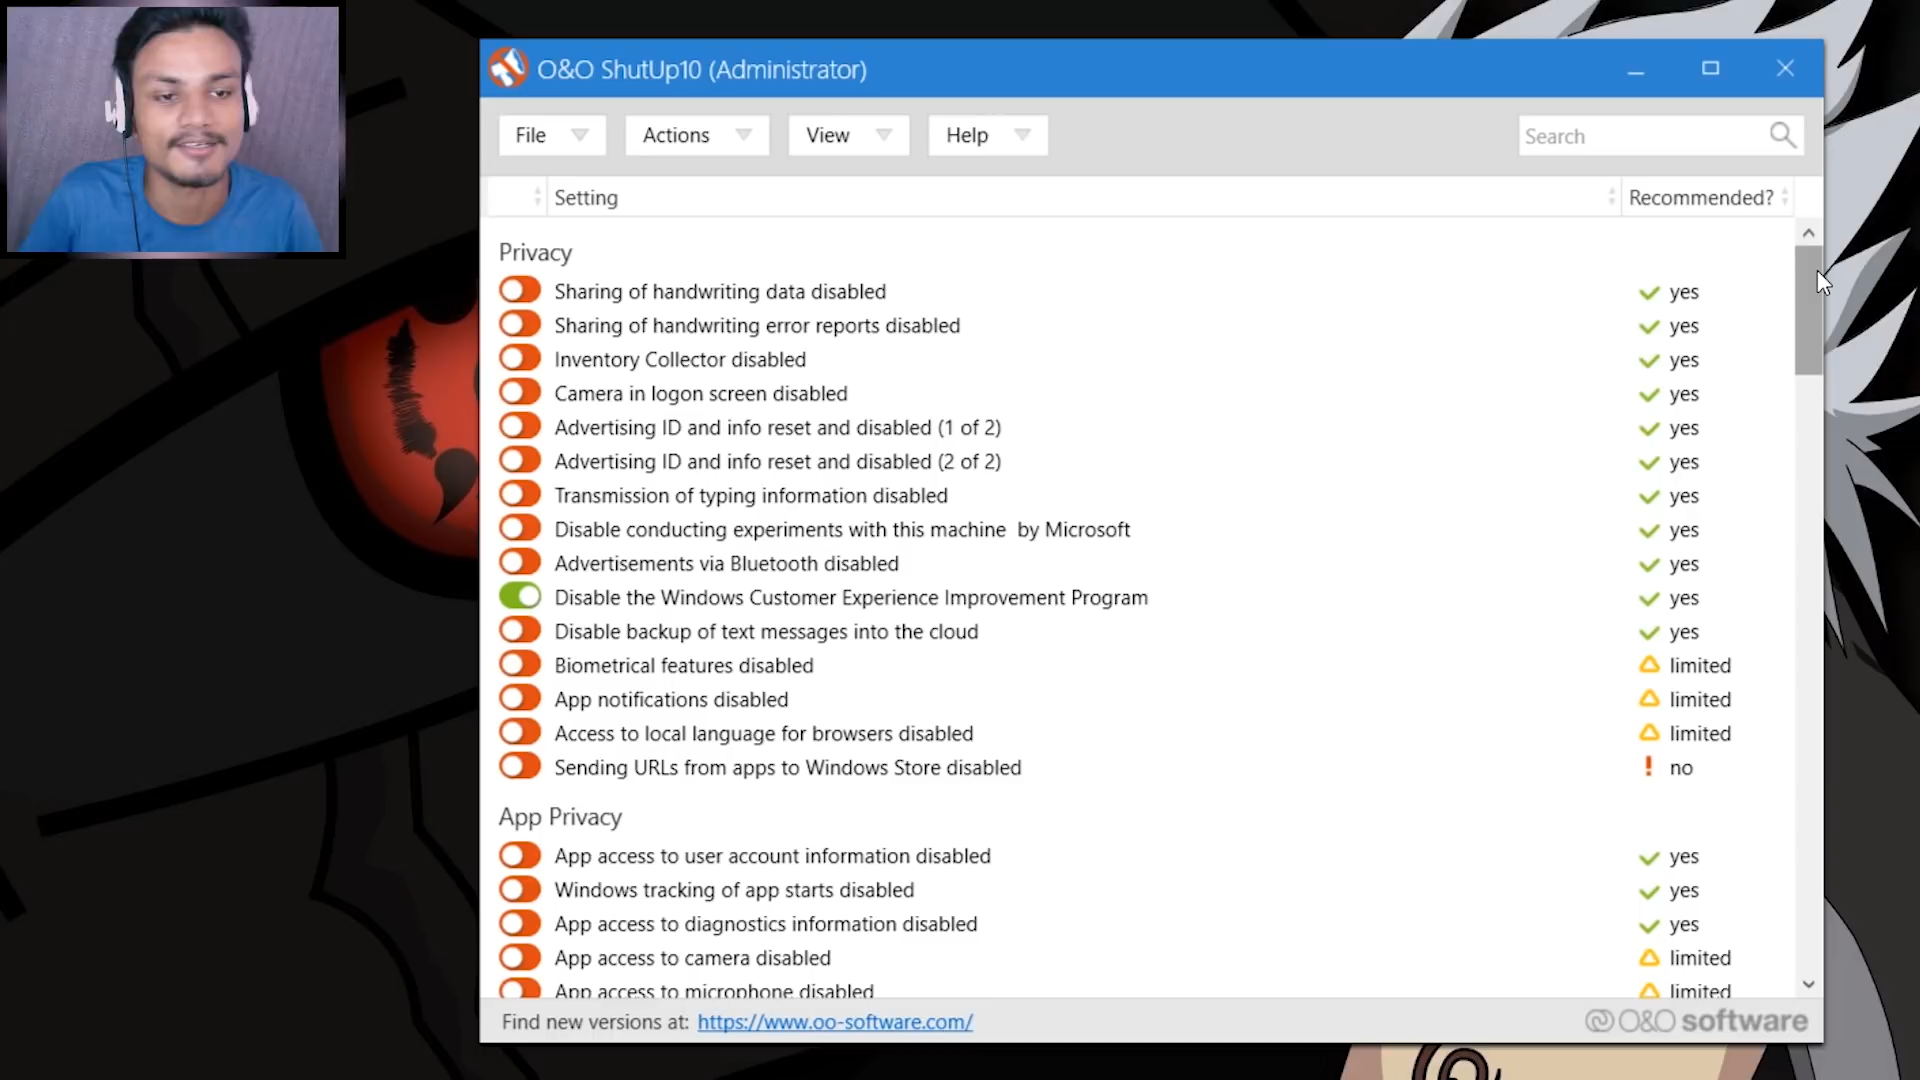 O&O ShutUp10 (Administrator)
File
Actions
View
Help
Search
Setting
Recommended?
Privacy
Sharing of handwriting data disabled yes
Sharing of handwriting error reports disabled yes
Inventory Collector disabled yes
Camera in logon screen disabled yes
Advertising ID and info reset and disabled (1 of 2) yes
Advertising ID and info reset and disabled (2 of 2) yes
Transmission of typing information disabled yes
Disable conducting experiments with this machine by Microsoft yes
Advertisements via Bluetooth disabled yes
Disable the Windows Customer Experience Improvement Program yes
Disable backup of text messages into the cloud yes
Biometrical features disabled limited
App notifications disabled limited
Access to local language for browsers disabled limited
Sending URLs from apps to Windows Store disabled ! no
App Privacy
App access to user account information disabled yes
Windows tracking of app starts disabled yes
App access to diagnostics information disabled yes
App access to camera disabled limited
App access to microphone disabled limited
Find new versions at: https://www.oo-software.com/
O&O software